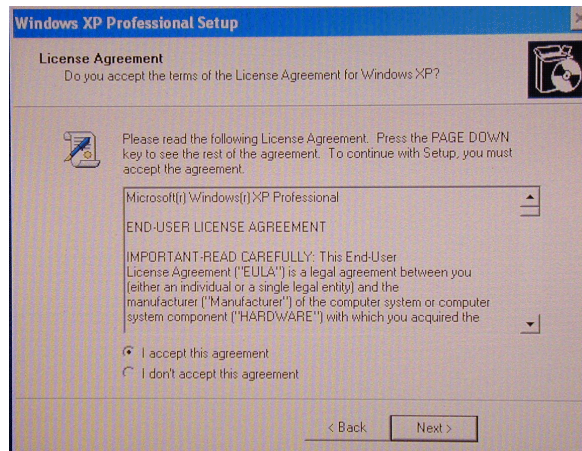 Windows XP Professional Setup
License Agreement
Do you accept the terms of the License Agreement for Windows XP?
Please read the following License Agreement. Press the PAGE DOWN
key to see the rest of the agreement. To continue with Setup, you must
accept the agreement.
Microsoft(r) Windows(r) XP Professional
END-USER LICENSE AGREEMENT
IMPORTANT-READ CAREFULLY: This End-User
License Agreement ("EULA") is a legal agreement between you
(either an individual or a single legal entity) and the
manufacturer ("Manufacturer") of the computer system or computer
system component ("HARDWARE") with which you acquired the
I accept this agreement
I don't accept this agreement
< Back
Next >